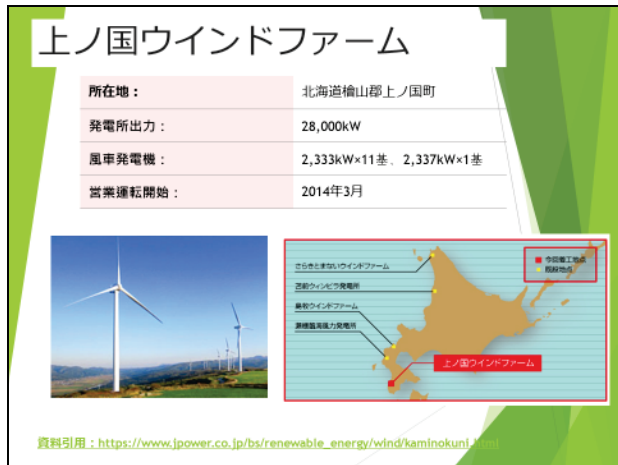 上ノ国ウインドファーム
所在地： 北海道檜山郡上ノ国町
発電所出力： 28,000kW
風車発電機： 2,333kW×11基、2,337kW×1基
営業運転開始： 2014年3月
今回着工地点
既設地点
さらきとまないウインドファーム
苫前ウィンビラ発電所
島牧ウインドファーム
瀬棚臨海風力発電所
上ノ国ウインドファーム
資料引用：https://www.jpower.co.jp/bs/renewable_energy/wind/kaminokuni.html